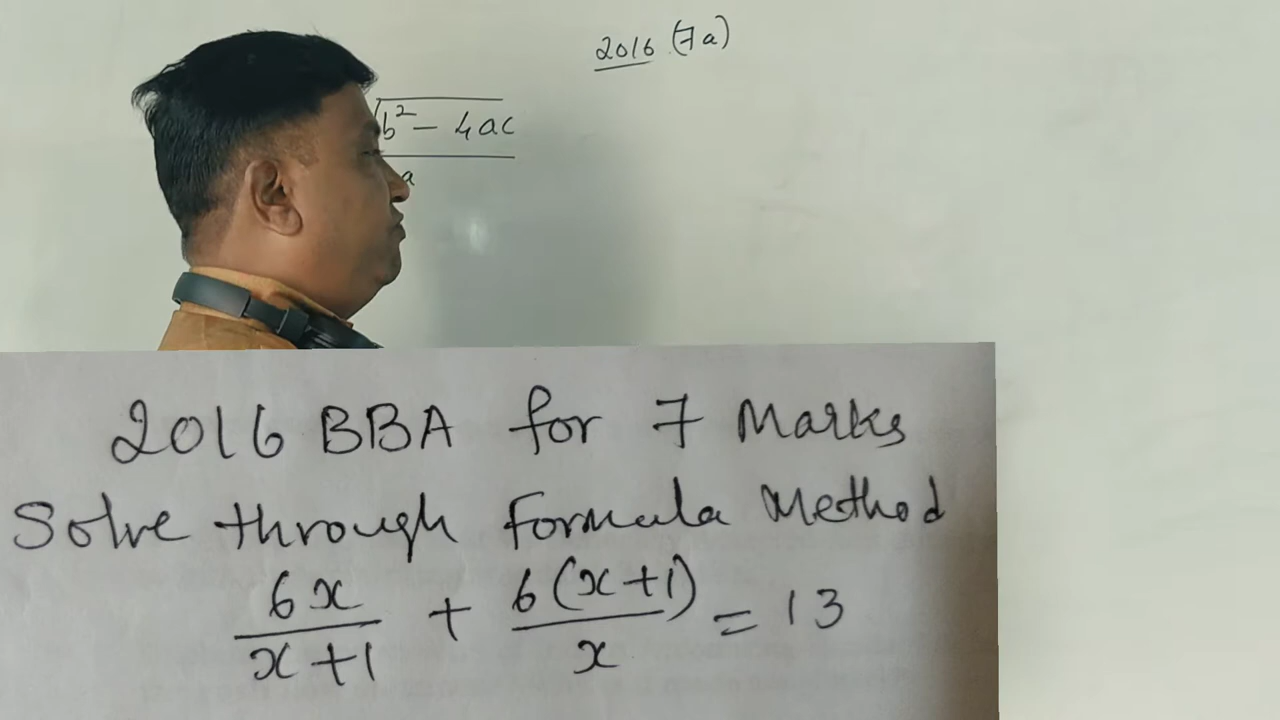 2016 (7a)
√b² - 4ac
a
2016 BBA for 7 Marks
Solve through formula Method
6x/x+1 + 6(x+1)/x = 13